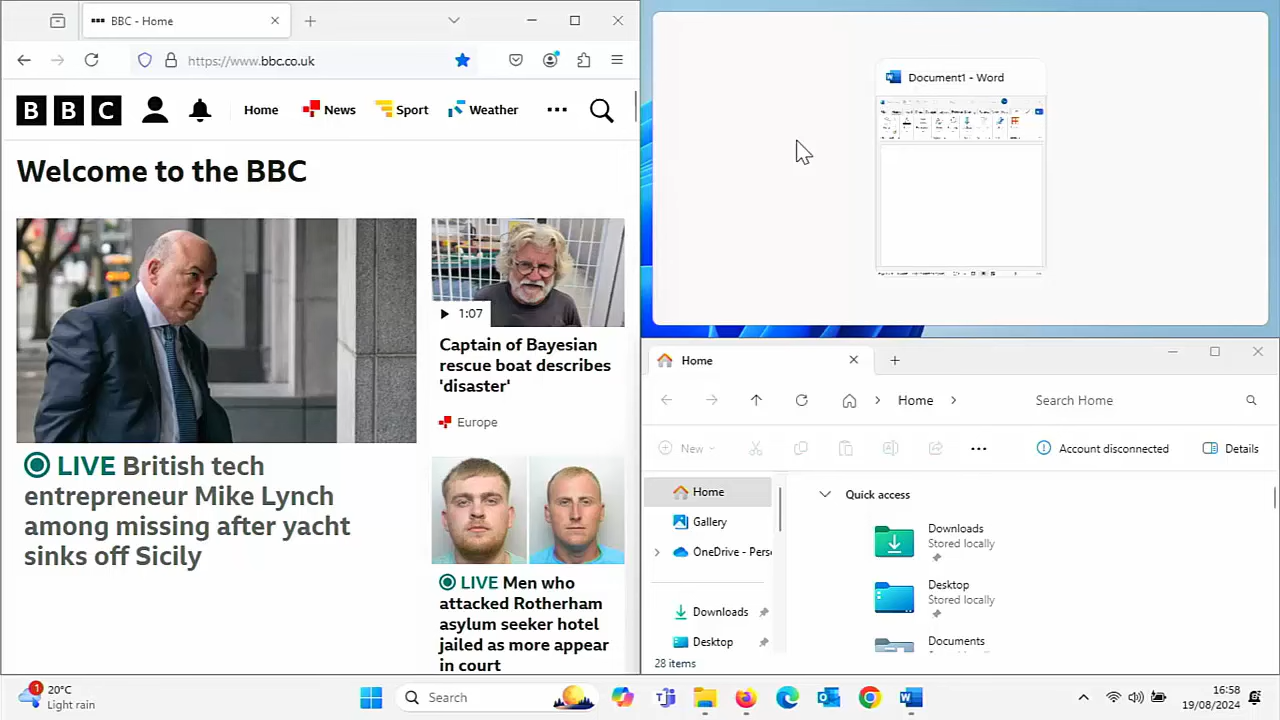 BBC - Home
https://www.bbc.co.uk
BBC Home News Sport Weather
Welcome to the BBC
LIVE British tech
entrepreneur Mike Lynch
among missing after yacht
sinks off Sicily
1:07
Captain of Bayesian
rescue boat describes
'disaster'
Europe
LIVE Men who
attacked Rotherham
asylum seeker hotel
jailed as more appear
in court
Document1 - Word
Home
Home
Search Home
New
Account disconnected
Details
Home
Gallery
OneDrive - Pers
Downloads
Desktop
Quick access
Downloads
Stored locally
Desktop
Stored locally
Documents
28 items
1
20°C
Light rain
Search
16:58
19/08/2024